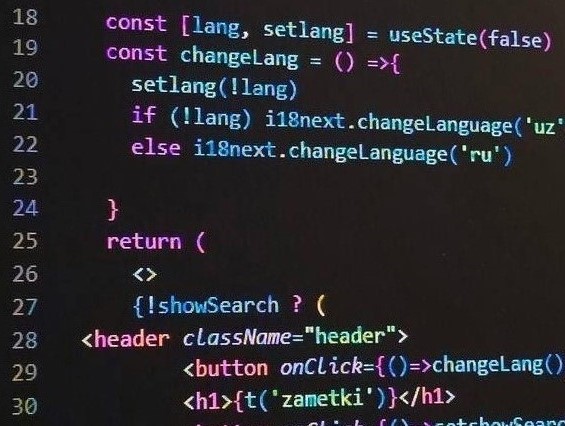 18 const [lang, setlang] = useState(false)
19 const changeLang = () =>{
20 setlang(!lang)
21 if (!lang) i18next.changeLanguage('uz'
22 else i18next.changeLanguage('ru')
23
24 }
25 return (
26 <>
27 {!showSearch ? (
28 <header className="header">
29 <button onClick={()=>changeLang()
30 <h1>{t('zametki')}</h1>